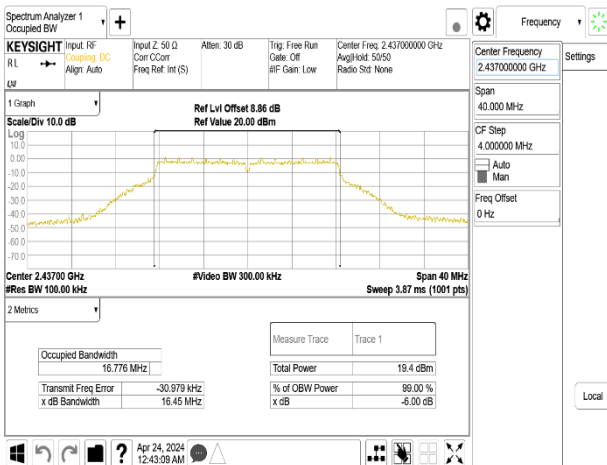 Spectrum Analyzer 1
Occupied BW
+
Frequency
KEYSIGHT
RL
Input: RF
Coupling: DC
Align: Auto
Input Z: 50 Ω
Corr CCorr
Freq Ref: Int (S)
Atten: 30 dB
Trig: Free Run
Gate: Off
#IF Gain: Low
Center Freq: 2.437000000 GHz
Avg|Hold: 50/50
Radio Std: None
Center Frequency
2.437000000 GHz
Settings
Span
40.000 MHz
CF Step
4.000000 MHz
Auto
Man
Freq Offset
0 Hz
Local
1 Graph
Scale/Div 10.0 dB
Ref Lvl Offset 8.86 dB
Ref Value 20.00 dBm
Log
10.0
0.00
-10.0
-20.0
-30.0
-40.0
-50.0
-60.0
-70.0
Center 2.43700 GHz
#Res BW 100.00 kHz
#Video BW 300.00 kHz
Span 40 MHz
Sweep 3.87 ms (1001 pts)
2 Metrics
Measure Trace
Trace 1
Occupied Bandwidth
16.776 MHz
Total Power
19.4 dBm
Transmit Freq Error
-30.979 kHz
% of OBW Power
99.00 %
x dB Bandwidth
16.45 MHz
x dB
-6.00 dB
?
Apr 24, 2024
12:43:09 AM